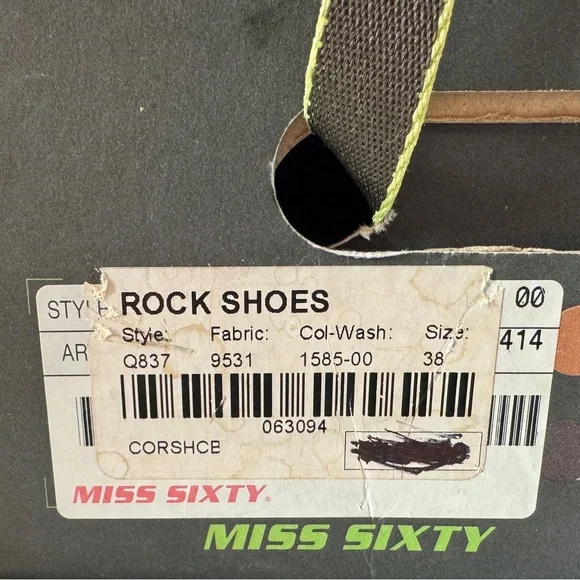 STYLE ROCK SHOES 00
Style: Fabric: Col-Wash: Size:
AR 414
Q837 9531 1585-00 38
063094
CORSHCB
MISS SIXTY
MISS SIXTY